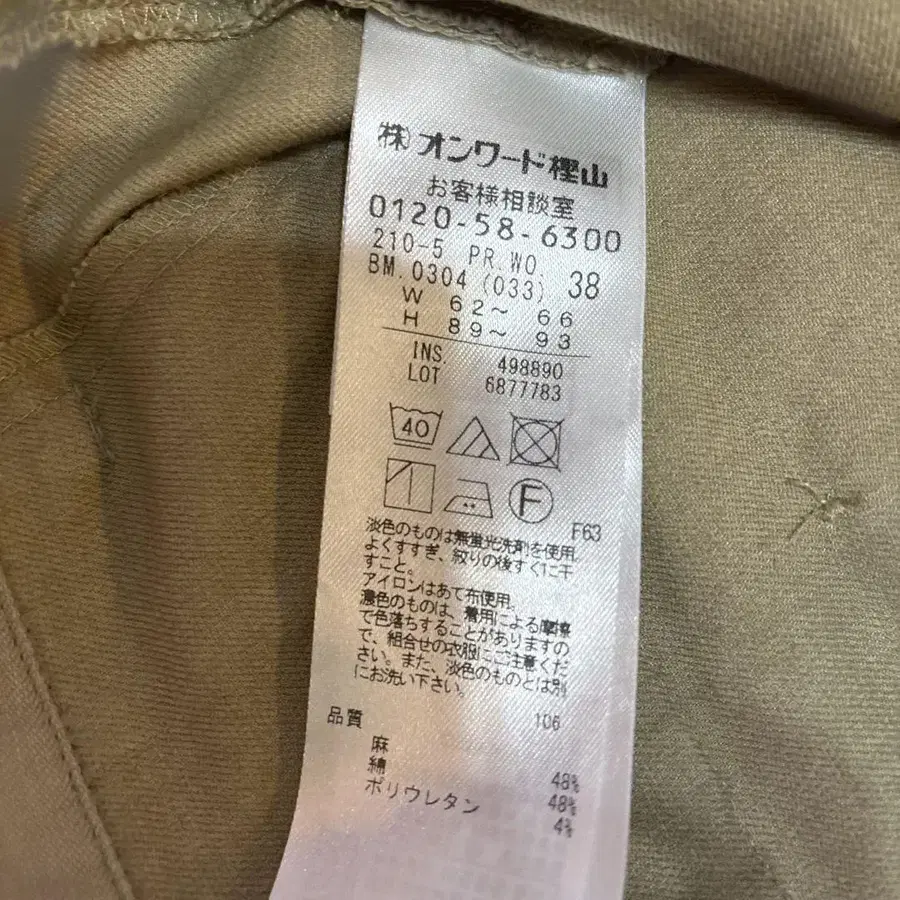 ㈱オンワード樫山
お客様相談室
0120-58-6300
210-5 PR.WO. 38
BM.0304 (033)
W 62～ 66
H 89～ 93
INS. 498890
LOT 6877783
40
F
F63
淡色のものは無蛍光洗剤を使用。
よくすすぎ、絞りの後すぐに干
すこと。
アイロンはあて布使用。
濃色のものは、着用による摩擦
で色落ちすることがありますの
で、組合せの衣服にご注意くだ
さい。また、淡色のものとは別
にお洗い下さい。
106
品質
麻 48%
綿 48%
ポリウレタン 4%